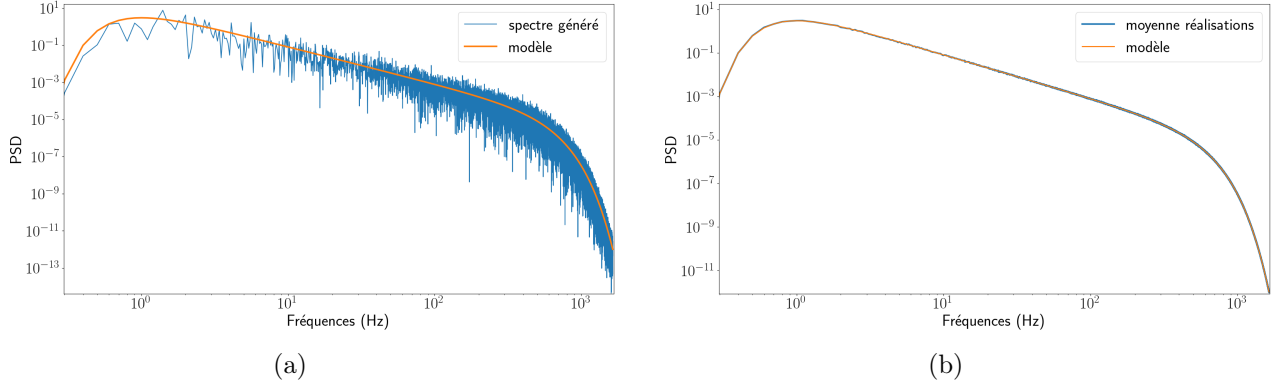 10^1
10^-1
10^-3
10^-5
10^-7
10^-9
10^-11
10^-13
PSD
10^0
10^1
10^2
10^3
Fréquences (Hz)
spectre généré
modèle
(a)
10^1
10^-1
10^-3
10^-5
10^-7
10^-9
10^-11
PSD
10^0
10^1
10^2
10^3
Fréquences (Hz)
moyenne réalisations
modèle
(b)